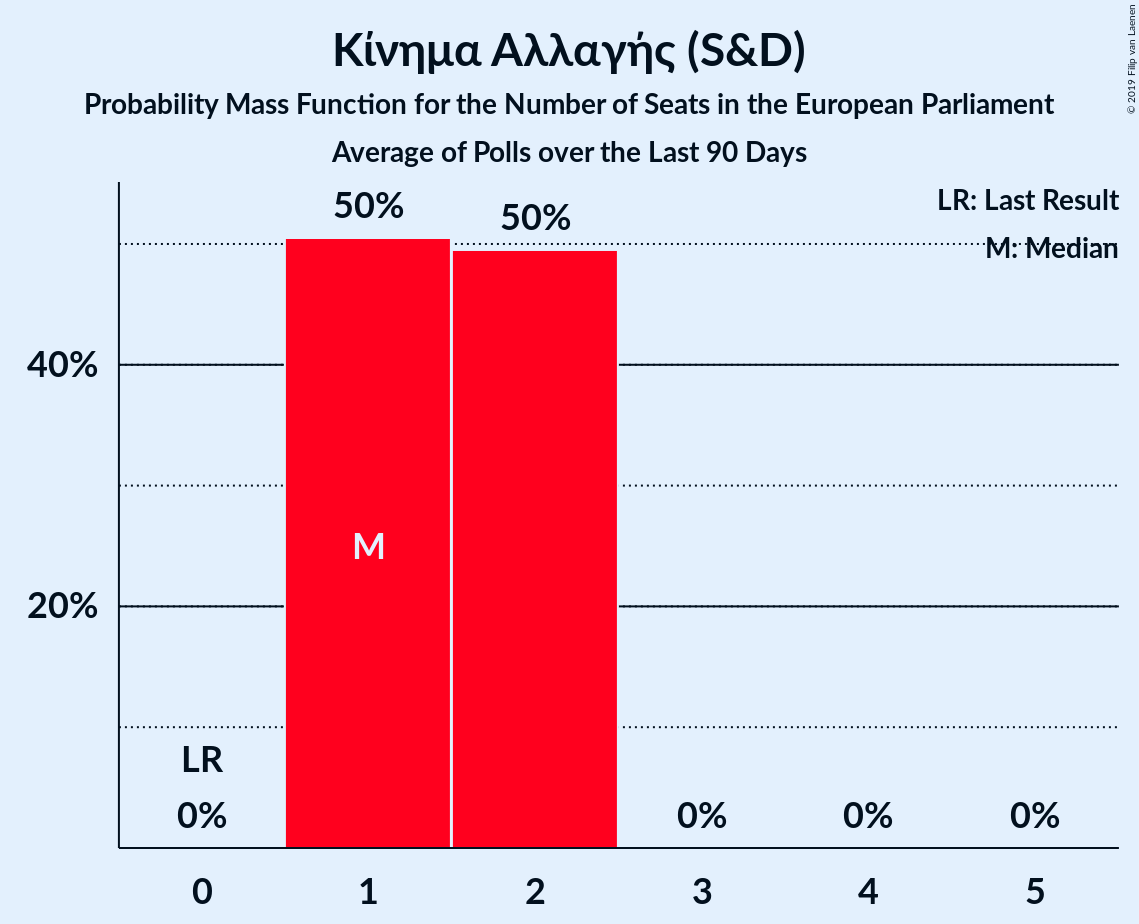 Κίνημα Αλλαγής (S&D)
Probability Mass Function for the Number of Seats in the European Parliament
Average of Polls over the Last 90 Days
© 2019 Filip van Laenen
LR: Last Result
M: Median
50%
50%
40%
20%
M
LR
0%
0%
0%
0%
0
1
2
3
4
5